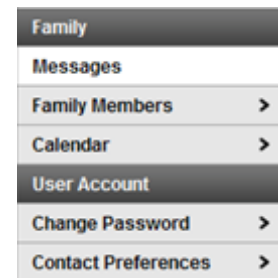 Family
Messages
Family Members
Calendar
User Account
Change Password
Contact Preferences